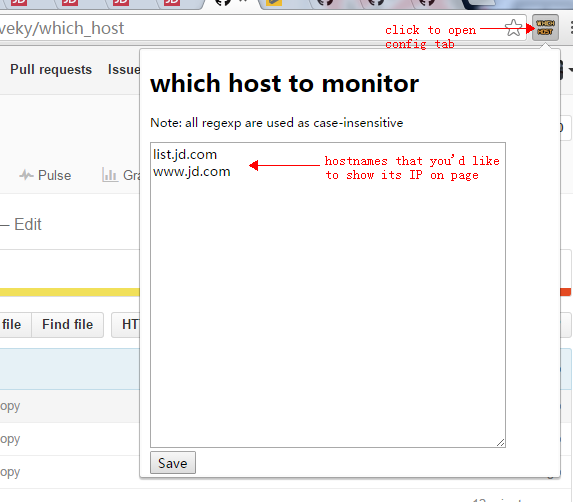 veky/which_host
click to open
config tab
WHICH
HOST
Pull requests
Issue
which host to monitor
Note: all regexp are used as case-insensitive
list.jd.com
www.jd.com
hostnames that you'd like
to show its IP on page
Pulse
Gra
— Edit
file
Find file
HT
opy
opy
opy
Save